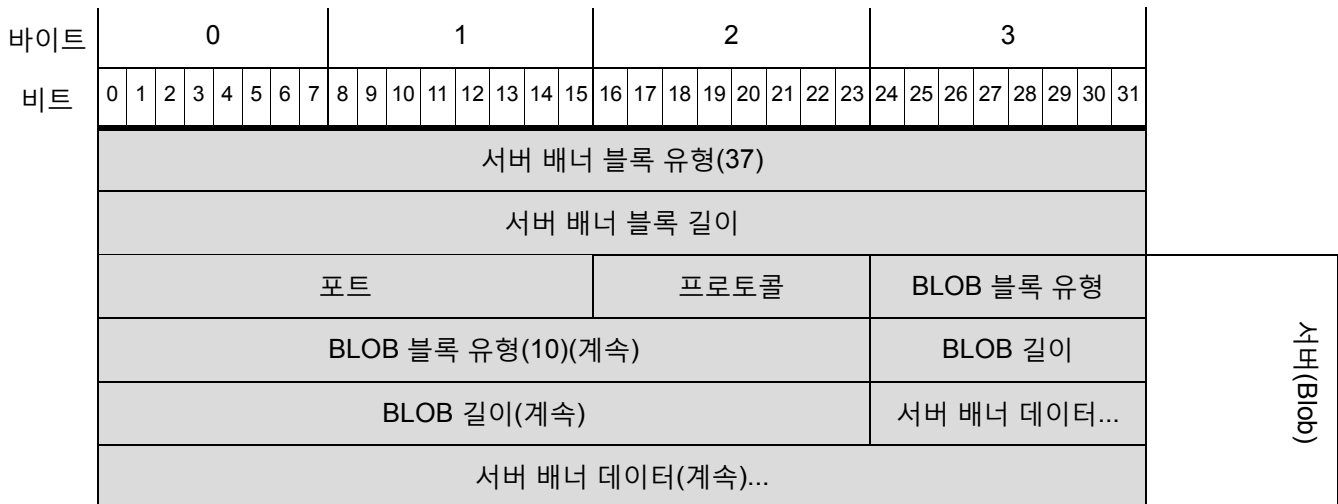 바이트 0 1 2 3
비트 0 1 2 3 4 5 6 7 8 9 10 11 12 13 14 15 16 17 18 19 20 21 22 23 24 25 26 27 28 29 30 31
서버 배너 블록 유형(37)
서버 배너 블록 길이
포트 프로토콜 BLOB 블록 유형
BLOB 블록 유형(10)(계속) BLOB 길이
BLOB 길이(계속) 서버 배너 데이터...
서버 배너 데이터(계속)...
서버(Blob)